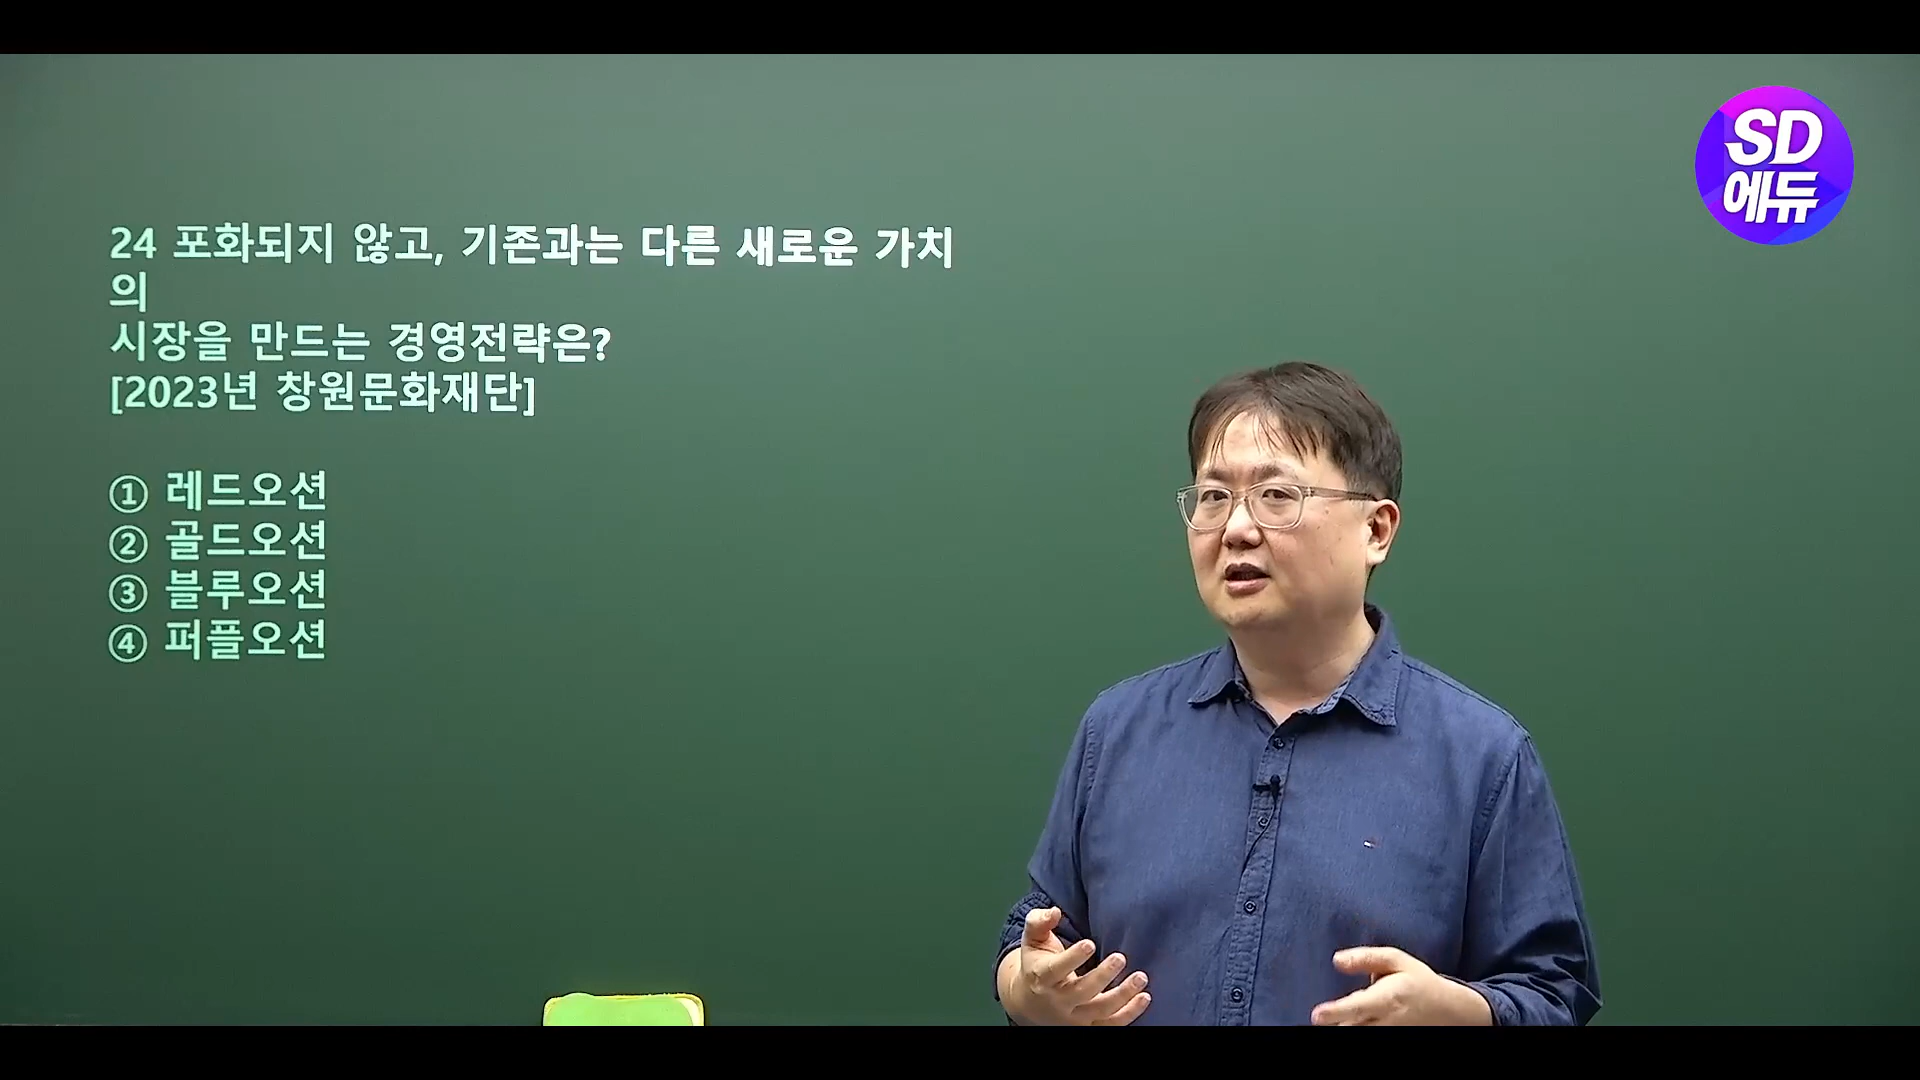 SD
에듀
24 포화되지 않고, 기존과는 다른 새로운 가치
의
시장을 만드는 경영전략은?
[2023년 창원문화재단]
① 레드오션
② 골드오션
③ 블루오션
④ 퍼플오션